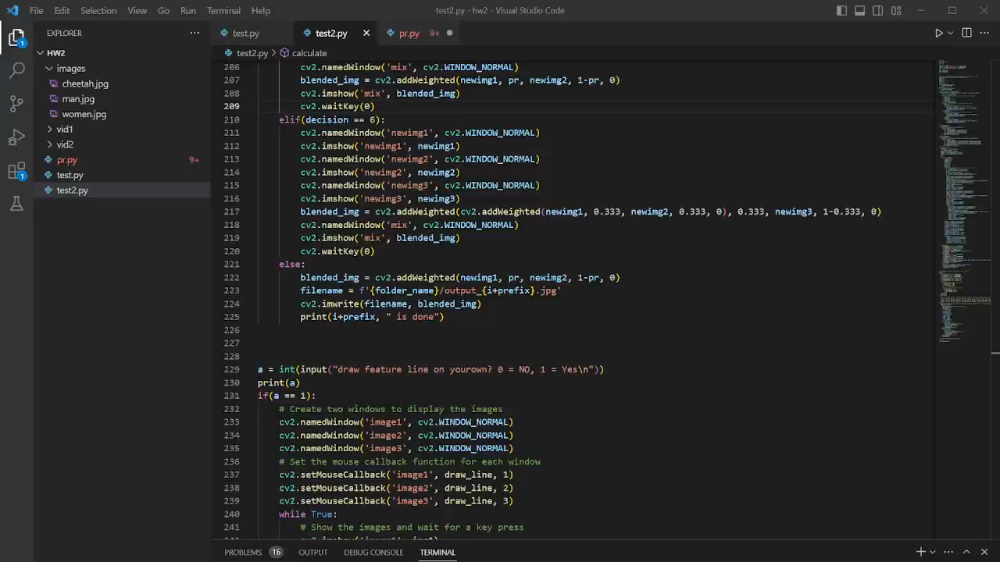 File Edit Selection View Go Run Terminal Help test2.py - hw2 - Visual Studio Code
EXPLORER
HW2
images
cheetah.jpg
man.jpg
women.jpg
vid1
vid2
pr.py 9+
test.py
test2.py
1
1
test.py test2.py pr.py 9+
test2.py > calculate
206 cv2.namedWindow('mix', cv2.WINDOW_NORMAL)
207 blended_img = cv2.addWeighted(newimg1, pr, newimg2, 1-pr, 0)
208 cv2.imshow('mix', blended_img)
209 cv2.waitKey(0)
210 elif(decision == 6):
211 cv2.namedWindow('newimg1', cv2.WINDOW_NORMAL)
212 cv2.imshow('newimg1', newimg1)
213 cv2.namedWindow('newimg2', cv2.WINDOW_NORMAL)
214 cv2.imshow('newimg2', newimg2)
215 cv2.namedWindow('newimg3', cv2.WINDOW_NORMAL)
216 cv2.imshow('newimg3', newimg3)
217 blended_img = cv2.addWeighted(cv2.addWeighted(newimg1, 0.333, newimg2, 0.333, 0), 0.333, newimg3, 1-0.333, 0)
218 cv2.namedWindow('mix', cv2.WINDOW_NORMAL)
219 cv2.imshow('mix', blended_img)
220 cv2.waitKey(0)
221 else:
222 blended_img = cv2.addWeighted(newimg1, pr, newimg2, 1-pr, 0)
223 filename = f'{folder_name}/output_{i+prefix}.jpg'
224 cv2.imwrite(filename, blended_img)
225 print(i+prefix, " is done")
226
227
228
229 a = int(input("draw feature line on yourown? 0 = NO, 1 = Yes\n"))
230 print(a)
231 if(a == 1):
232 # Create two windows to display the images
233 cv2.namedWindow('image1', cv2.WINDOW_NORMAL)
234 cv2.namedWindow('image2', cv2.WINDOW_NORMAL)
235 cv2.namedWindow('image3', cv2.WINDOW_NORMAL)
236 # Set the mouse callback function for each window
237 cv2.setMouseCallback('image1', draw_line, 1)
238 cv2.setMouseCallback('image2', draw_line, 2)
239 cv2.setMouseCallback('image3', draw_line, 3)
240 while True:
241 # Show the images and wait for a key press
PROBLEMS 16 OUTPUT DEBUG CONSOLE TERMINAL